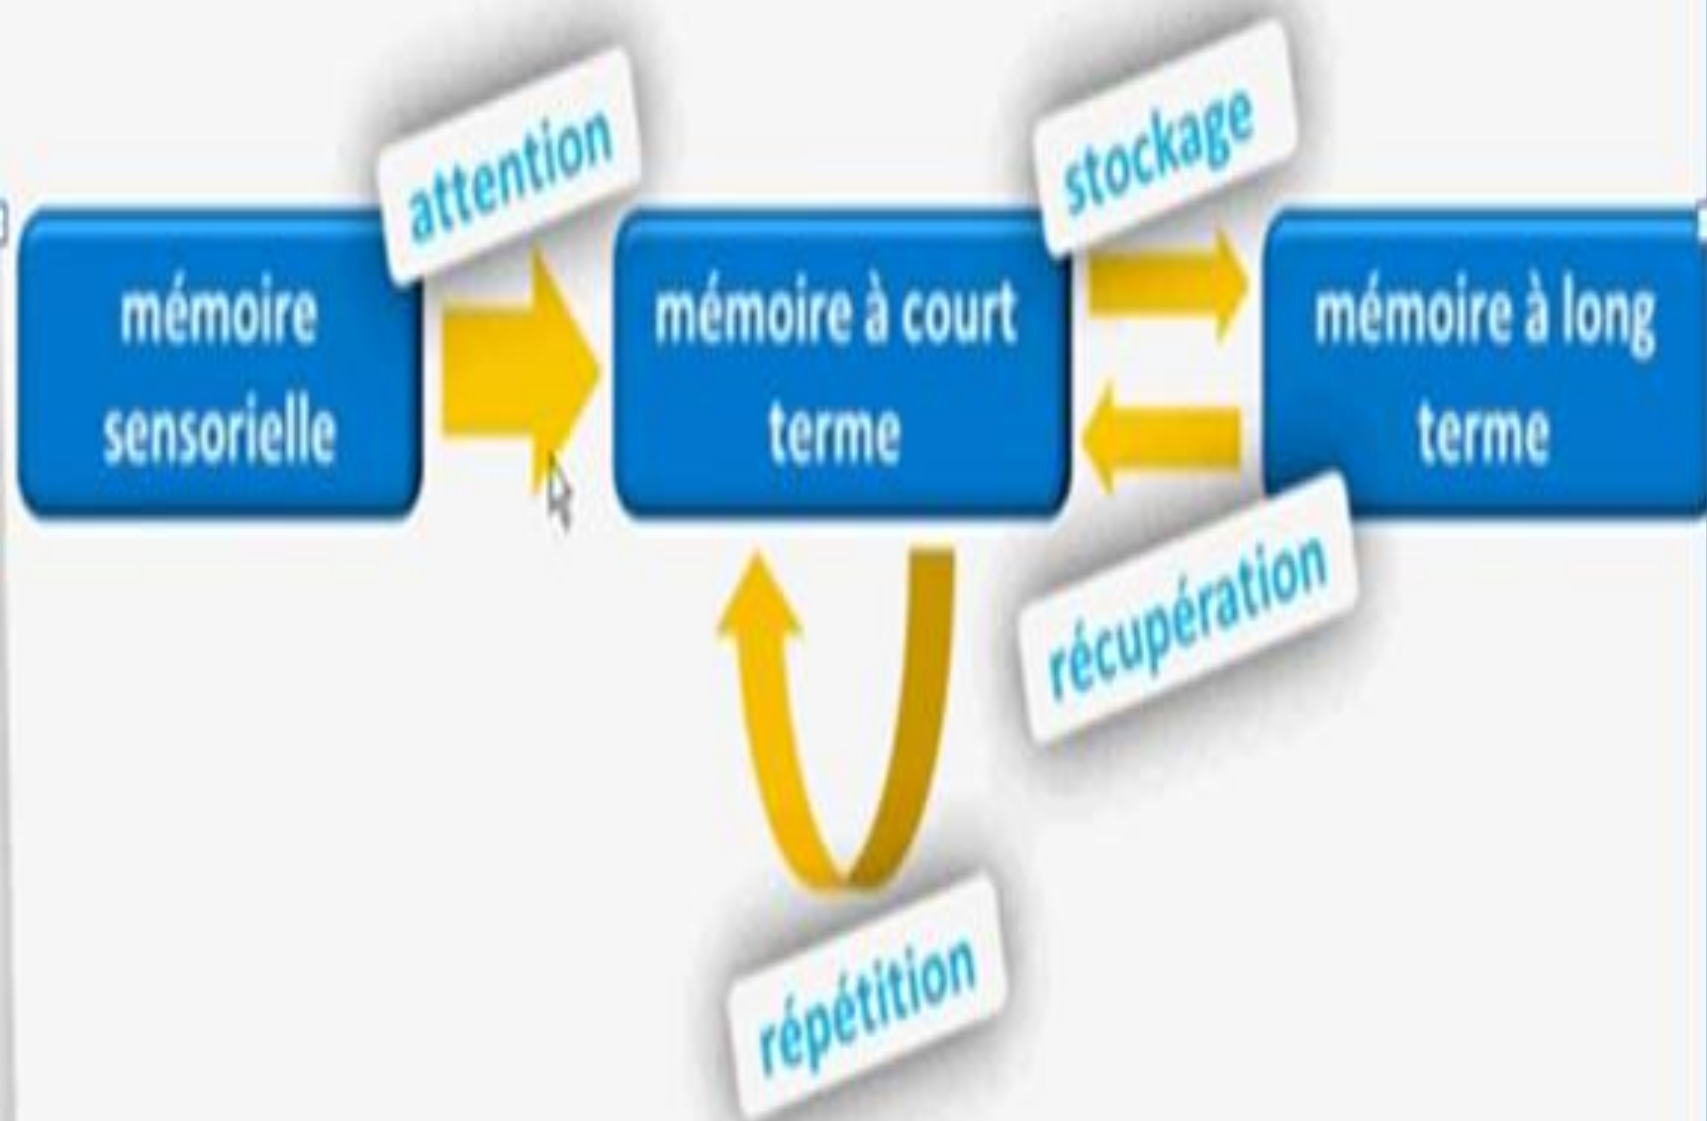 attention
stockage
mémoire
sensorielle
mémoire à court
terme
mémoire à long
terme
récupération
répétition